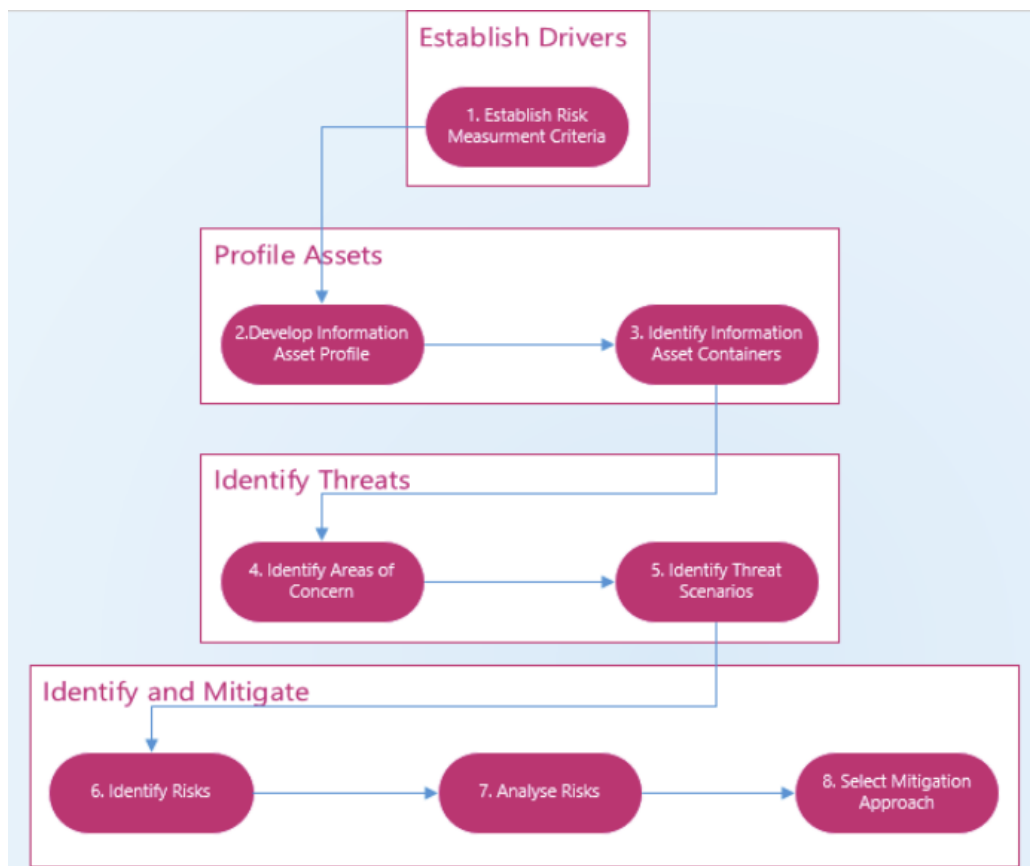 Establish Drivers
1. Establish Risk
Measurment Criteria
Profile Assets
2.Develop Information
Asset Profile
3. Identify Information
Asset Containers
Identify Threats
4. Identify Areas of
Concern
5. Identify Threat
Scenarios
Identify and Mitigate
6. Identify Risks
7. Analyse Risks
8. Select Mitigation
Approach